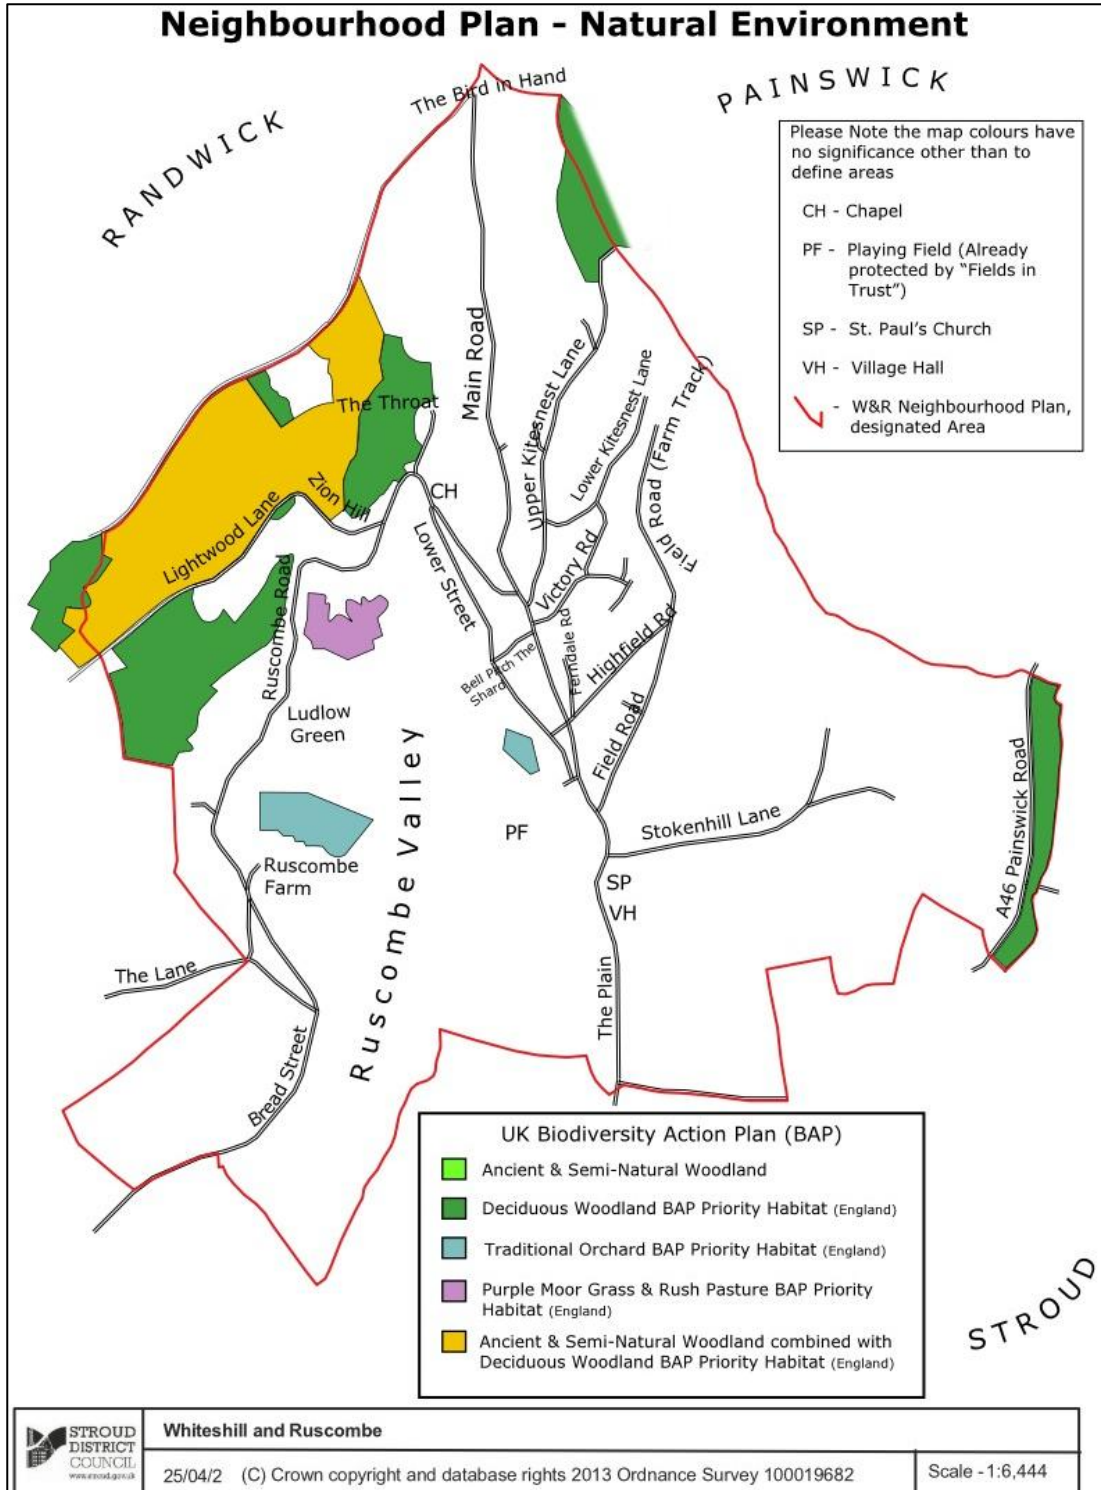 Neighbourhood Plan - Natural Environment
RANDWICK
The Bird in Hand
PAINSWICK
Please Note the map colours have
no significance other than to
define areas
CH - Chapel
PF - Playing Field (Already
protected by “Fields in
Trust”)
SP - St. Paul’s Church
VH - Village Hall
- W&R Neighbourhood Plan,
designated Area
Main Road
Upper Kitesnest Lane
Lower Kitesnest Lane
Field Road (Farm Track)
The Throat
Zion Hill
CH
Lightwood Lane
Lower Street
Victory Rd
Ruscombe Road
Ferndale Rd
Highfield Rd
Bell Pitch The
Shard
Ludlow
Green
Field Road
Ruscombe Valley
PF
Stokenhill Lane
A46 Painswick Road
Ruscombe
Farm
SP
VH
The Lane
The Plain
Bread Street
UK Biodiversity Action Plan (BAP)
Ancient & Semi-Natural Woodland
Deciduous Woodland BAP Priority Habitat (England)
Traditional Orchard BAP Priority Habitat (England)
Purple Moor Grass & Rush Pasture BAP Priority
Habitat (England)
Ancient & Semi-Natural Woodland combined with
Deciduous Woodland BAP Priority Habitat (England)
STROUD
STROUD
DISTRICT
COUNCIL
www.stroud.gov.uk
Whiteshill and Ruscombe
25/04/2 (C) Crown copyright and database rights 2013 Ordnance Survey 100019682
Scale - 1:6,444